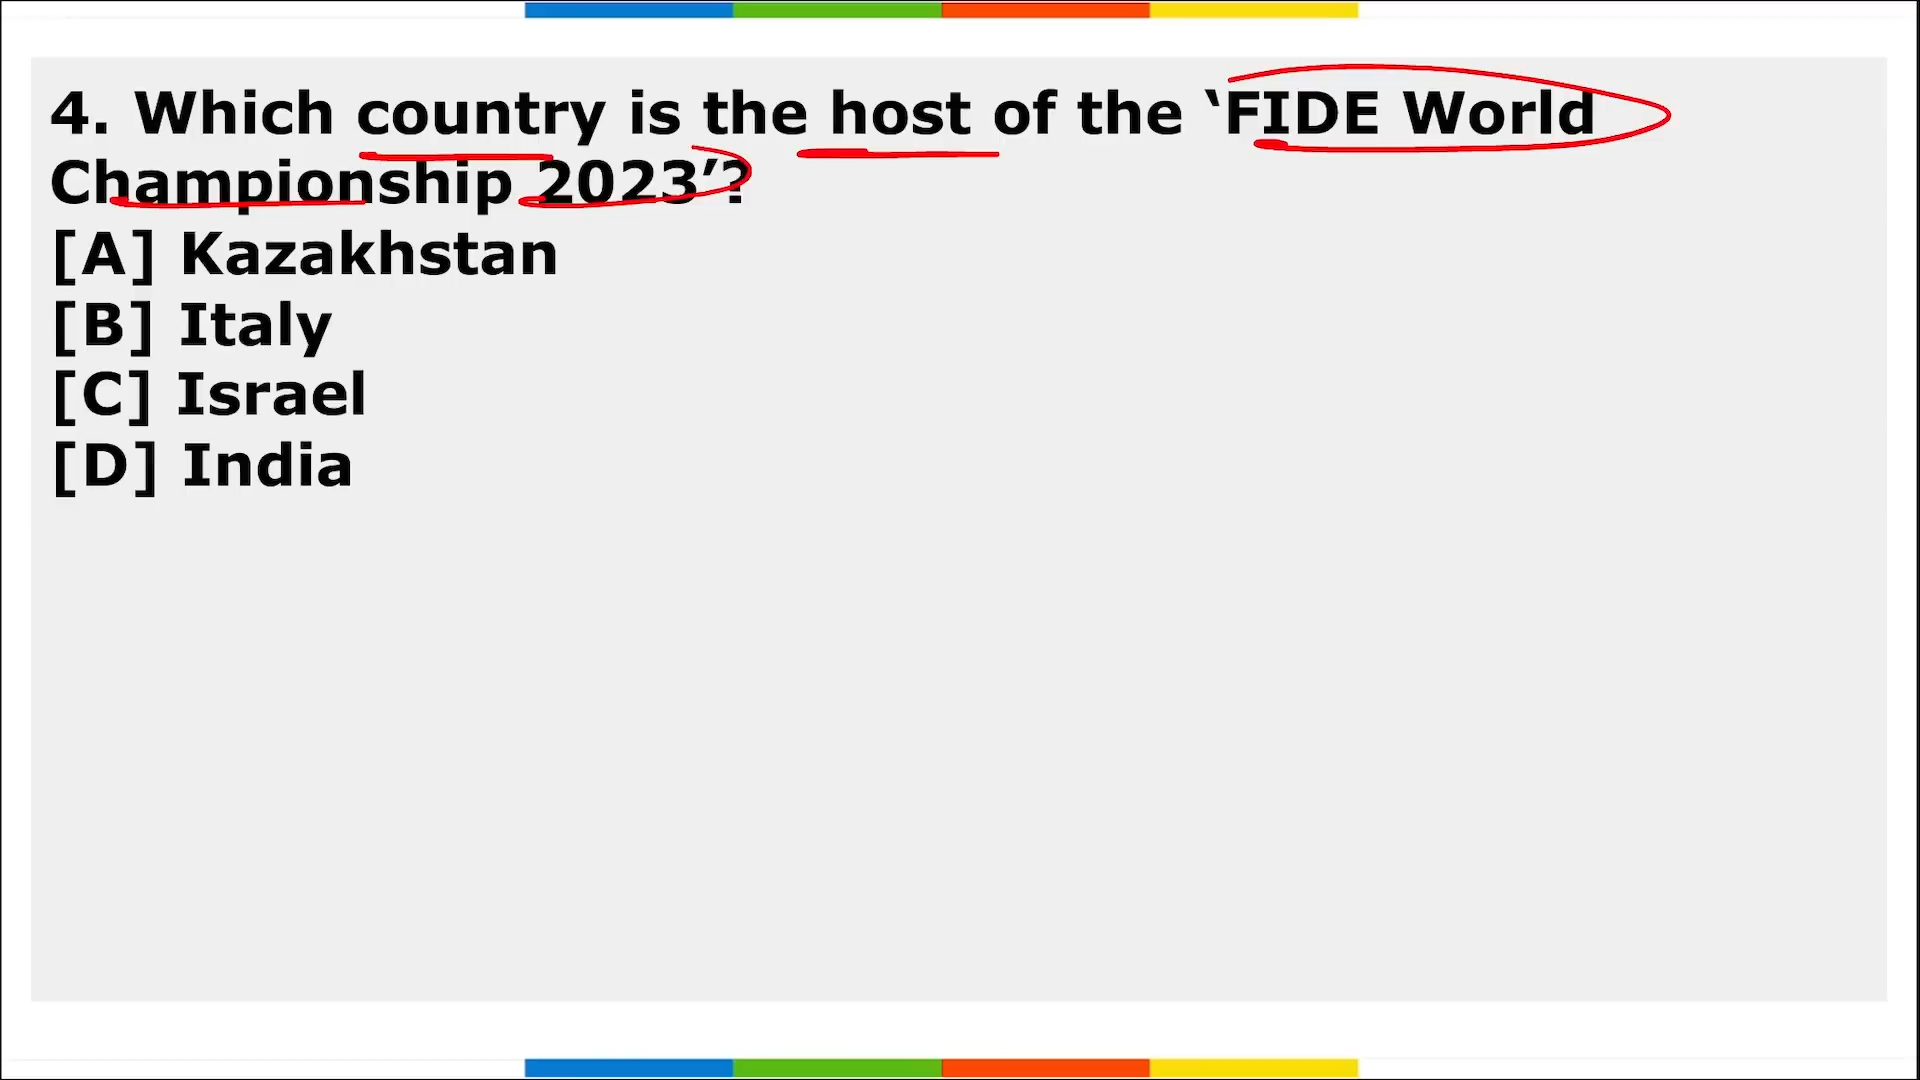 4. Which country is the host of the ‘FIDE World
Championship 2023’?
[A] Kazakhstan
[B] Italy
[C] Israel
[D] India